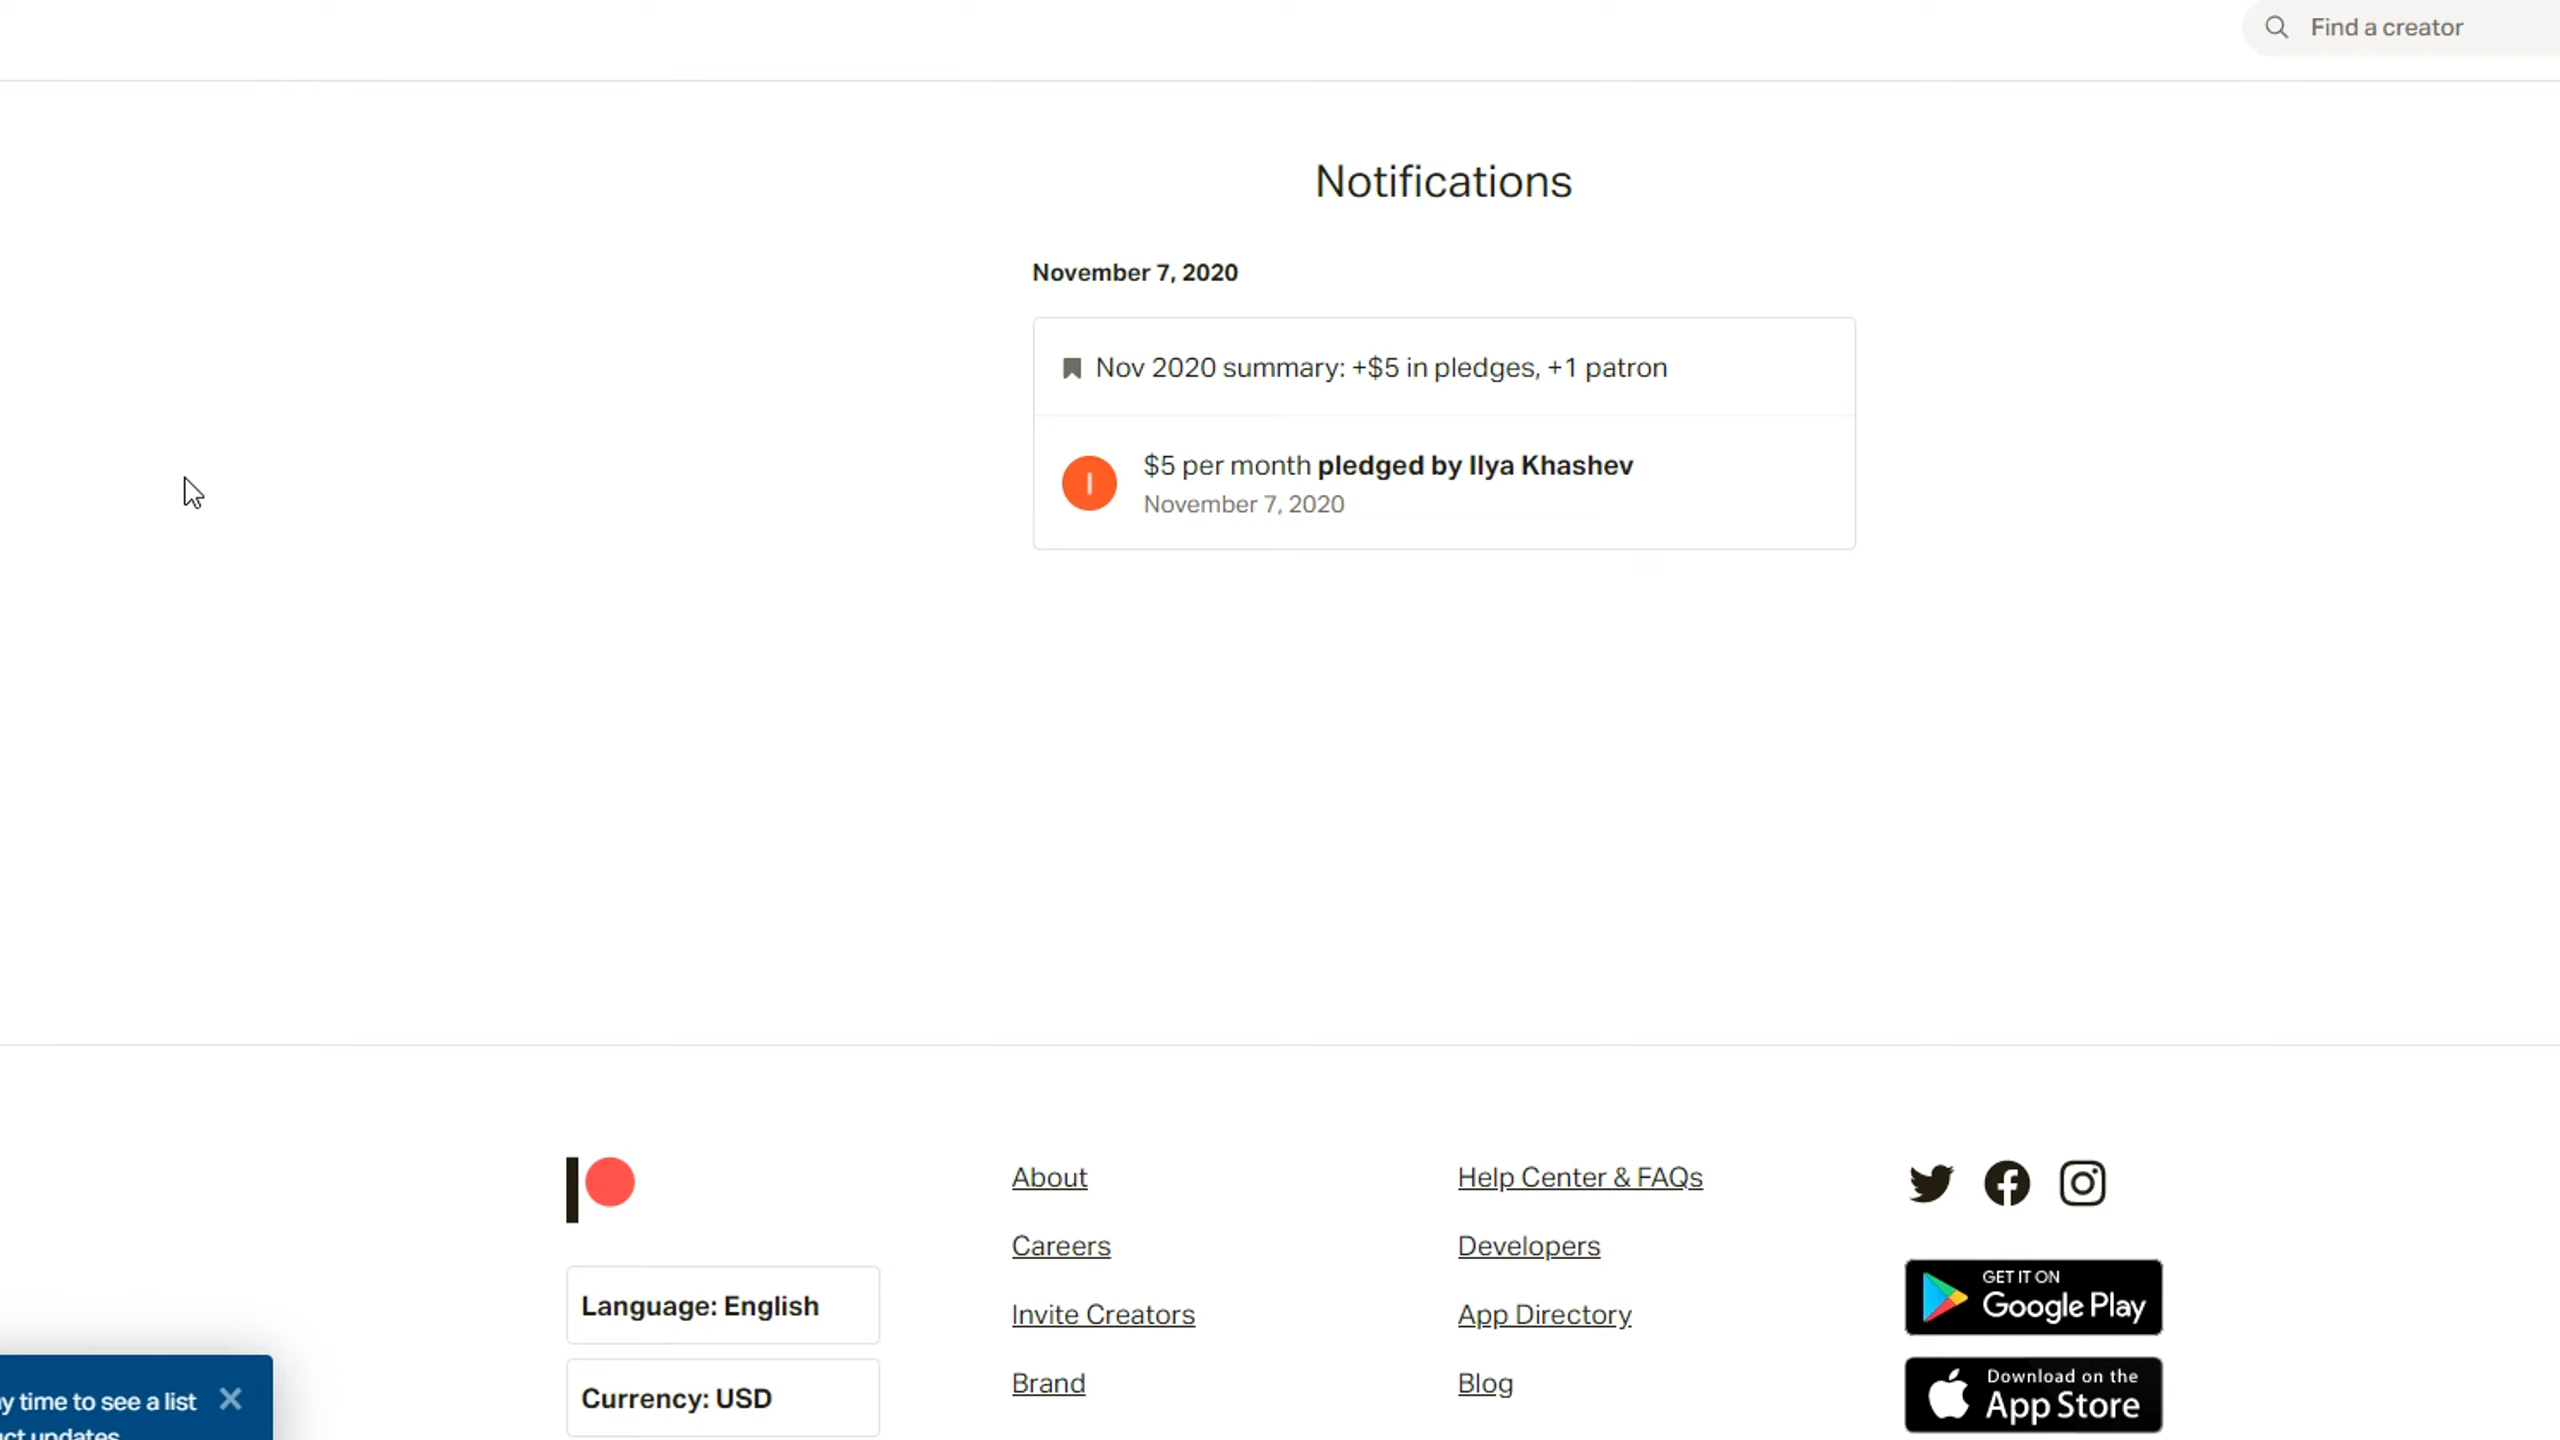 Find a creator
Notifications
November 7, 2020
Nov 2020 summary: +$5 in pledges, +1 patron
I
$5 per month pledged by Ilya Khashev
November 7, 2020
About
Help Center & FAQs
Careers
Developers
Language: English
Invite Creators
App Directory
GET IT ON
Google Play
Currency: USD
Brand
Blog
Download on the
App Store
y time to see a list
ct updates